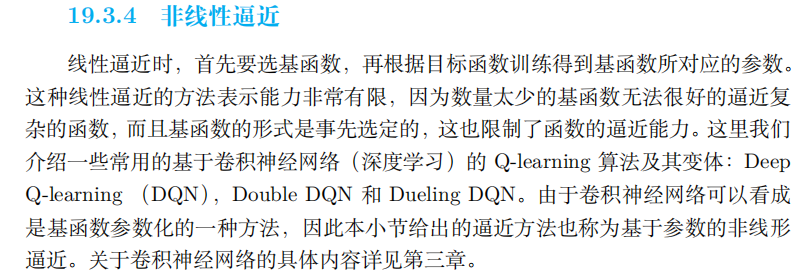 19.3.4 非线性逼近
线性逼近时，首先要选基函数，再根据目标函数训练得到基函数所对应的参数。
这种线性逼近的方法表示能力非常有限，因为数量太少的基函数无法很好的逼近复
杂的函数，而且基函数的形式是事先选定的，这也限制了函数的逼近能力。这里我们
介绍一些常用的基于卷积神经网络（深度学习）的 Q-learning 算法及其变体：Deep
Q-learning （DQN），Double DQN 和 Dueling DQN。由于卷积神经网络可以看成
是基函数参数化的一种方法，因此本小节给出的逼近方法也称为基于参数的非线形
逼近。关于卷积神经网络的具体内容详见第三章。